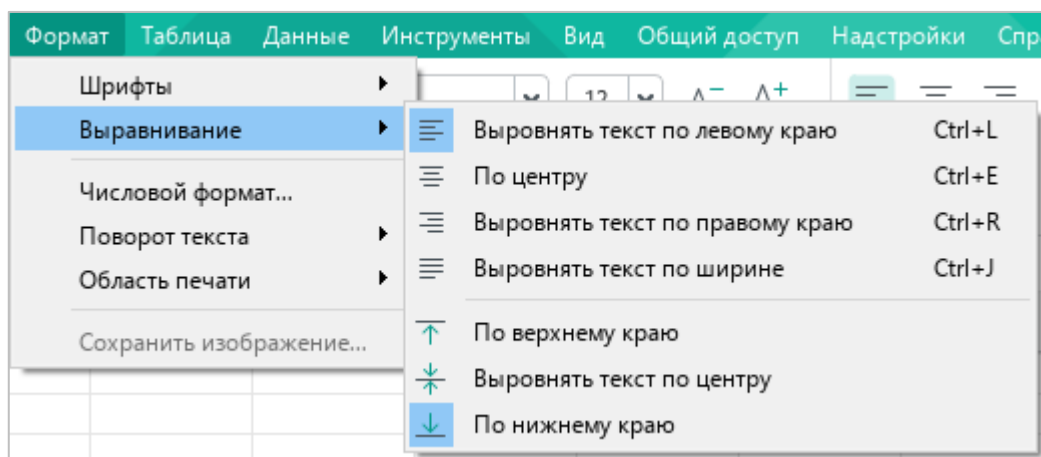 Формат Таблица Данные Инструменты Вид Общий доступ Надстройки
12 A− A+
Шрифты
Выравнивание
Числовой формат...
Поворот текста
Область печати
Сохранить изображение...
Выровнять текст по левому краю Ctrl+L
По центру Ctrl+E
Выровнять текст по правому краю Ctrl+R
Выровнять текст по ширине Ctrl+J
По верхнему краю
Выровнять текст по центру
По нижнему краю